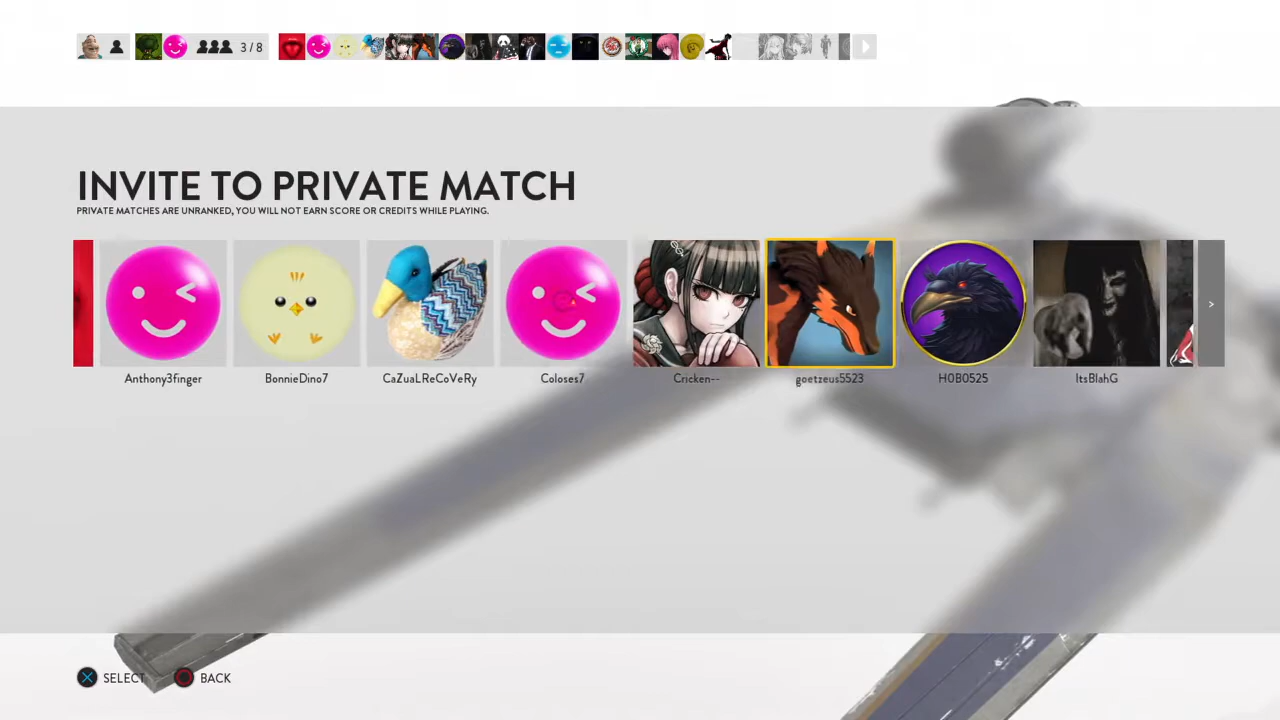 3 / 8
INVITE TO PRIVATE MATCH
PRIVATE MATCHES ARE UNRANKED, YOU WILL NOT EARN SCORE OR CREDITS WHILE PLAYING.
Anthony3finger BonnieDino7 CaZuaLReCoVeRy Coloses7 Cricken-- goetzeus5523 H0B0525 ItsBlahG
SELECT BACK